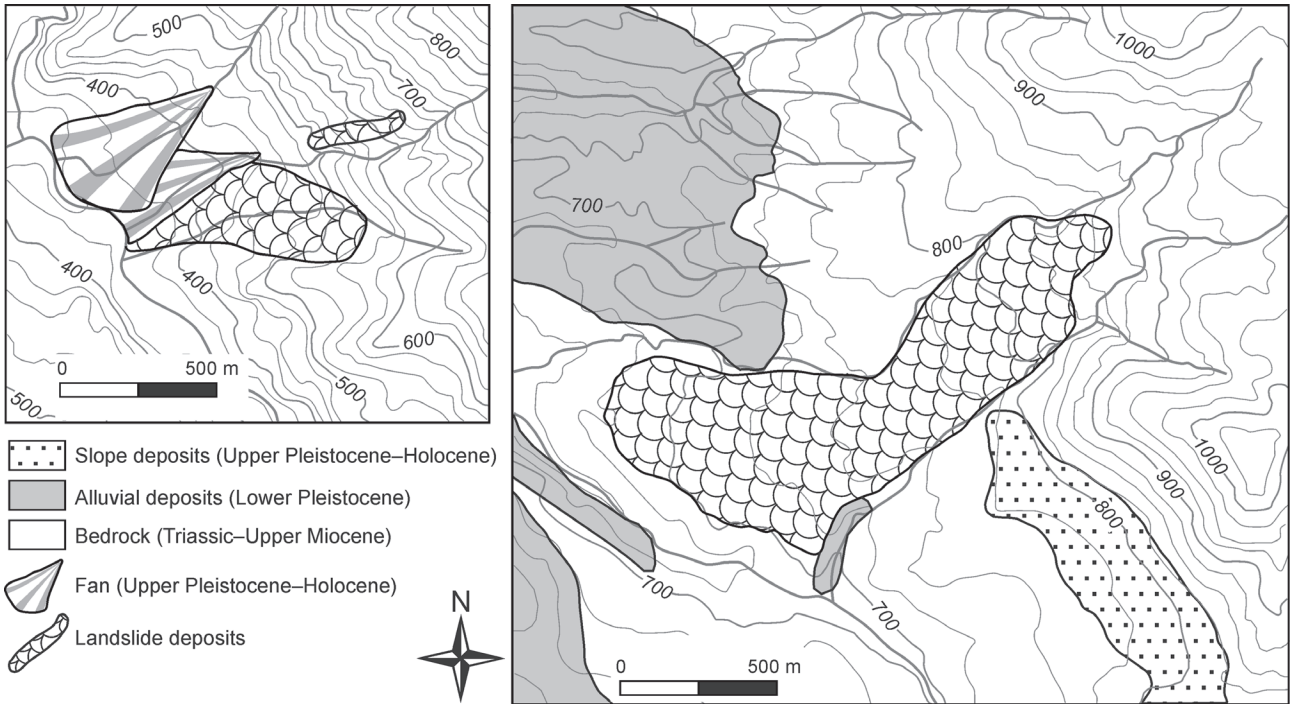 500
800
400
700
400
400
600
500
500
0 500 m
Slope deposits (Upper Pleistocene–Holocene)
Alluvial deposits (Lower Pleistocene)
Bedrock (Triassic–Upper Miocene)
Fan (Upper Pleistocene–Holocene)
Landslide deposits
N
1000
900
700
800
1000
900
800
700
700
0 500 m